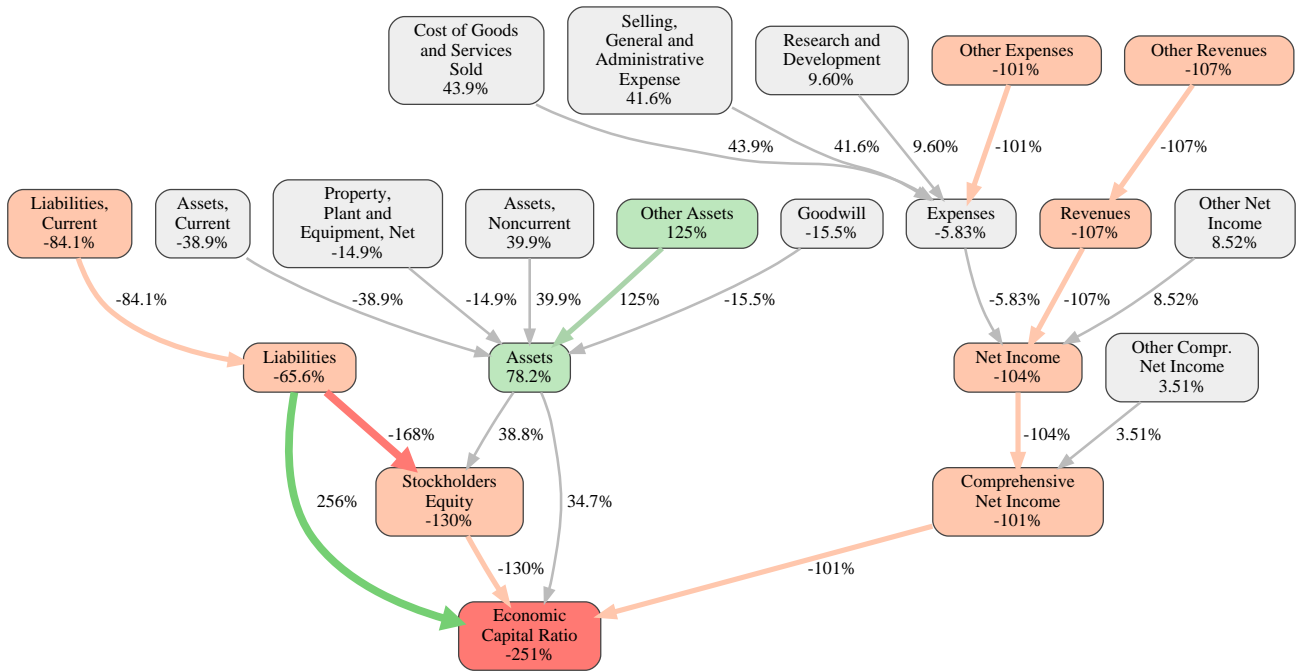 Cost of Goods
and Services
Sold
43.9%
Selling,
General and
Administrative
Expense
41.6%
Research and
Development
9.60%
Other Expenses
-101%
Other Revenues
-107%
43.9%
41.6%
9.60%
-101%
-107%
Liabilities,
Current
-84.1%
Assets,
Current
-38.9%
Property,
Plant and
Equipment, Net
-14.9%
Assets,
Noncurrent
39.9%
Other Assets
125%
Goodwill
-15.5%
Expenses
-5.83%
Revenues
-107%
Other Net
Income
8.52%
-84.1%
-38.9%
-14.9%
39.9%
125%
-15.5%
-5.83%
-107%
8.52%
Liabilities
-65.6%
Assets
78.2%
Net Income
-104%
Other Compr.
Net Income
3.51%
-168%
38.8%
-104%
3.51%
256%
Stockholders
Equity
-130%
34.7%
Comprehensive
Net Income
-101%
-130%
-101%
Economic
Capital Ratio
-251%